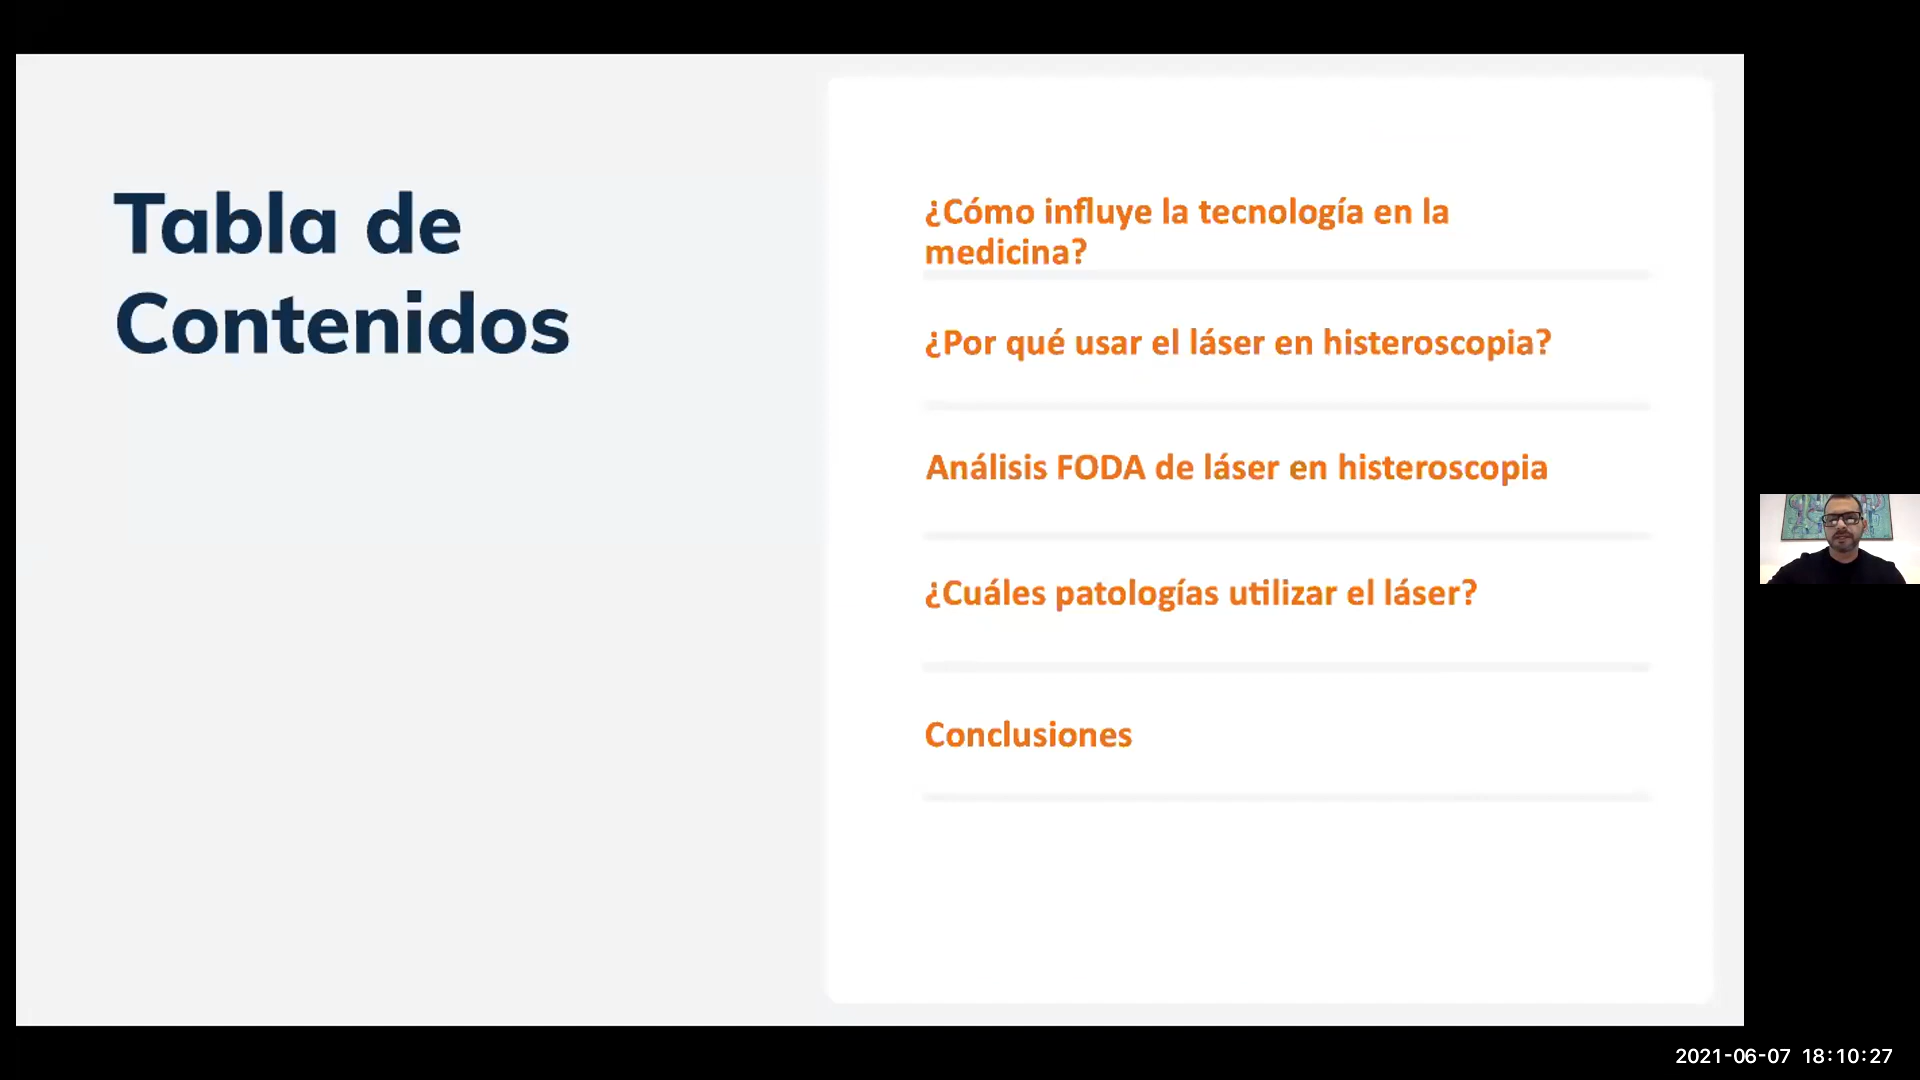 Tabla de
Contenidos
¿Cómo influye la tecnología en la
medicina?
¿Por qué usar el láser en histeroscopia?
Análisis FODA de láser en histeroscopia
¿Cuáles patologías utilizar el láser?
Conclusiones
2021-06-07 18:10:27